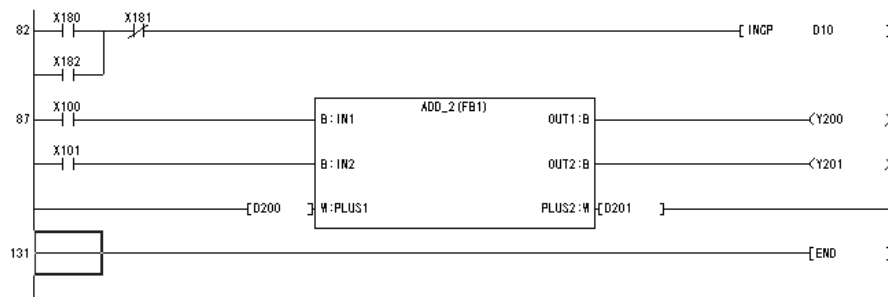 X180 X181
82 [ INCP D10 ]
X182
ADD_2(FB1)
X100
87 B:IN1 OUT1:B (Y200 )
X101
B:IN2 OUT2:B (Y201 )
[D200 ] W:PLUS1 PLUS2:W [D201 ]
131 [END ]